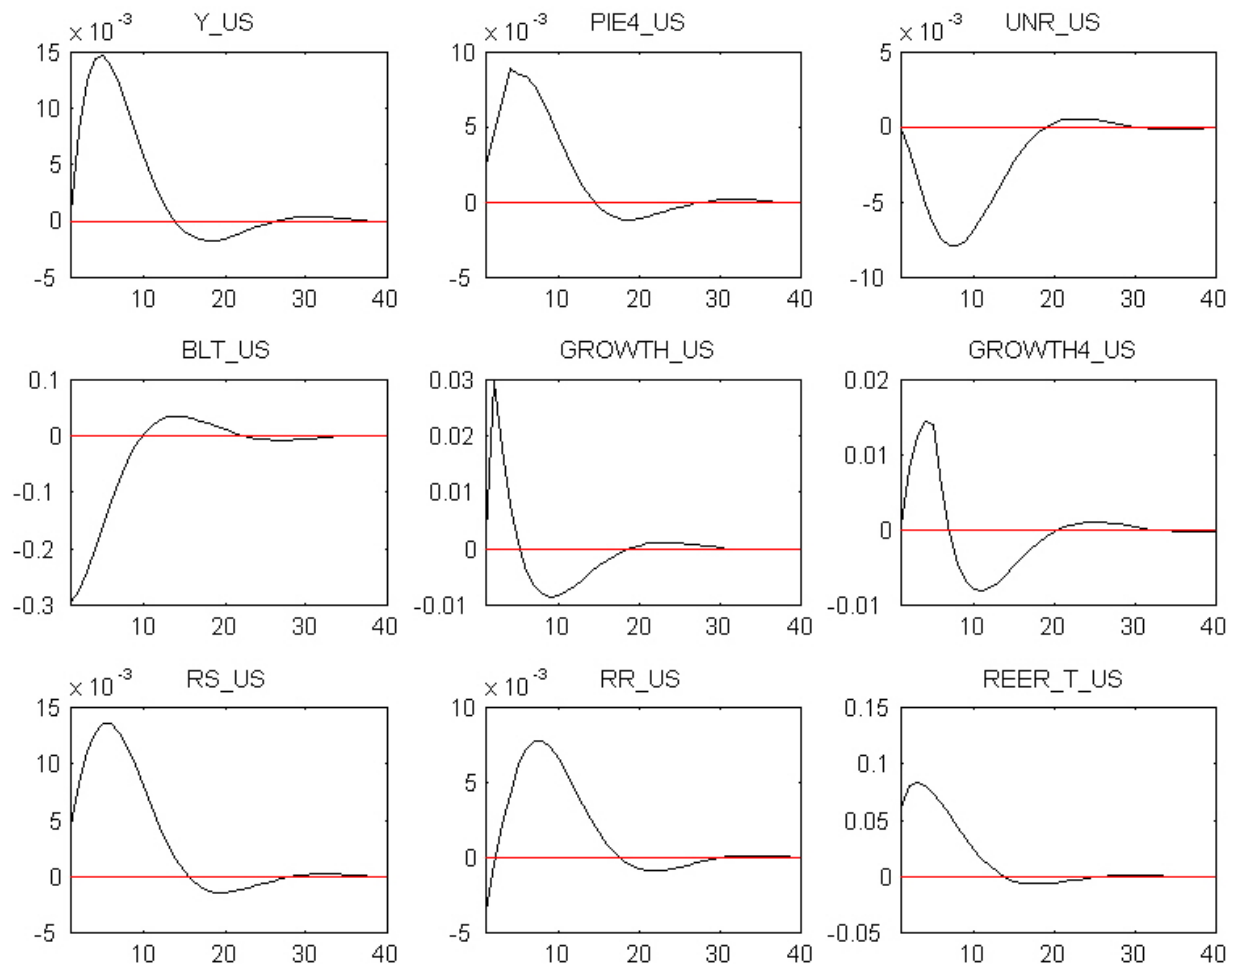 Y_US PIE4_US UNR_US
× 10 -3 × 10 -3 × 10 -3
15 10 5
10 5 0
5 0 -5
0 -5 -10
-5
10 20 30 40 10 20 30 40 10 20 30 40
BLT_US GROWTH_US GROWTH4_US
0.1 0.03 0.02
0 0.02 0.01
-0.1 0.01 0
-0.2 0 -0.01
-0.3 -0.01
10 20 30 40 10 20 30 40 10 20 30 40
RS_US RR_US REER_T_US
× 10 -3 × 10 -3
15 10 0.15
10 5 0.1
5 0 0.05
0 -5 0
-5 -0.05
10 20 30 40 10 20 30 40 10 20 30 40